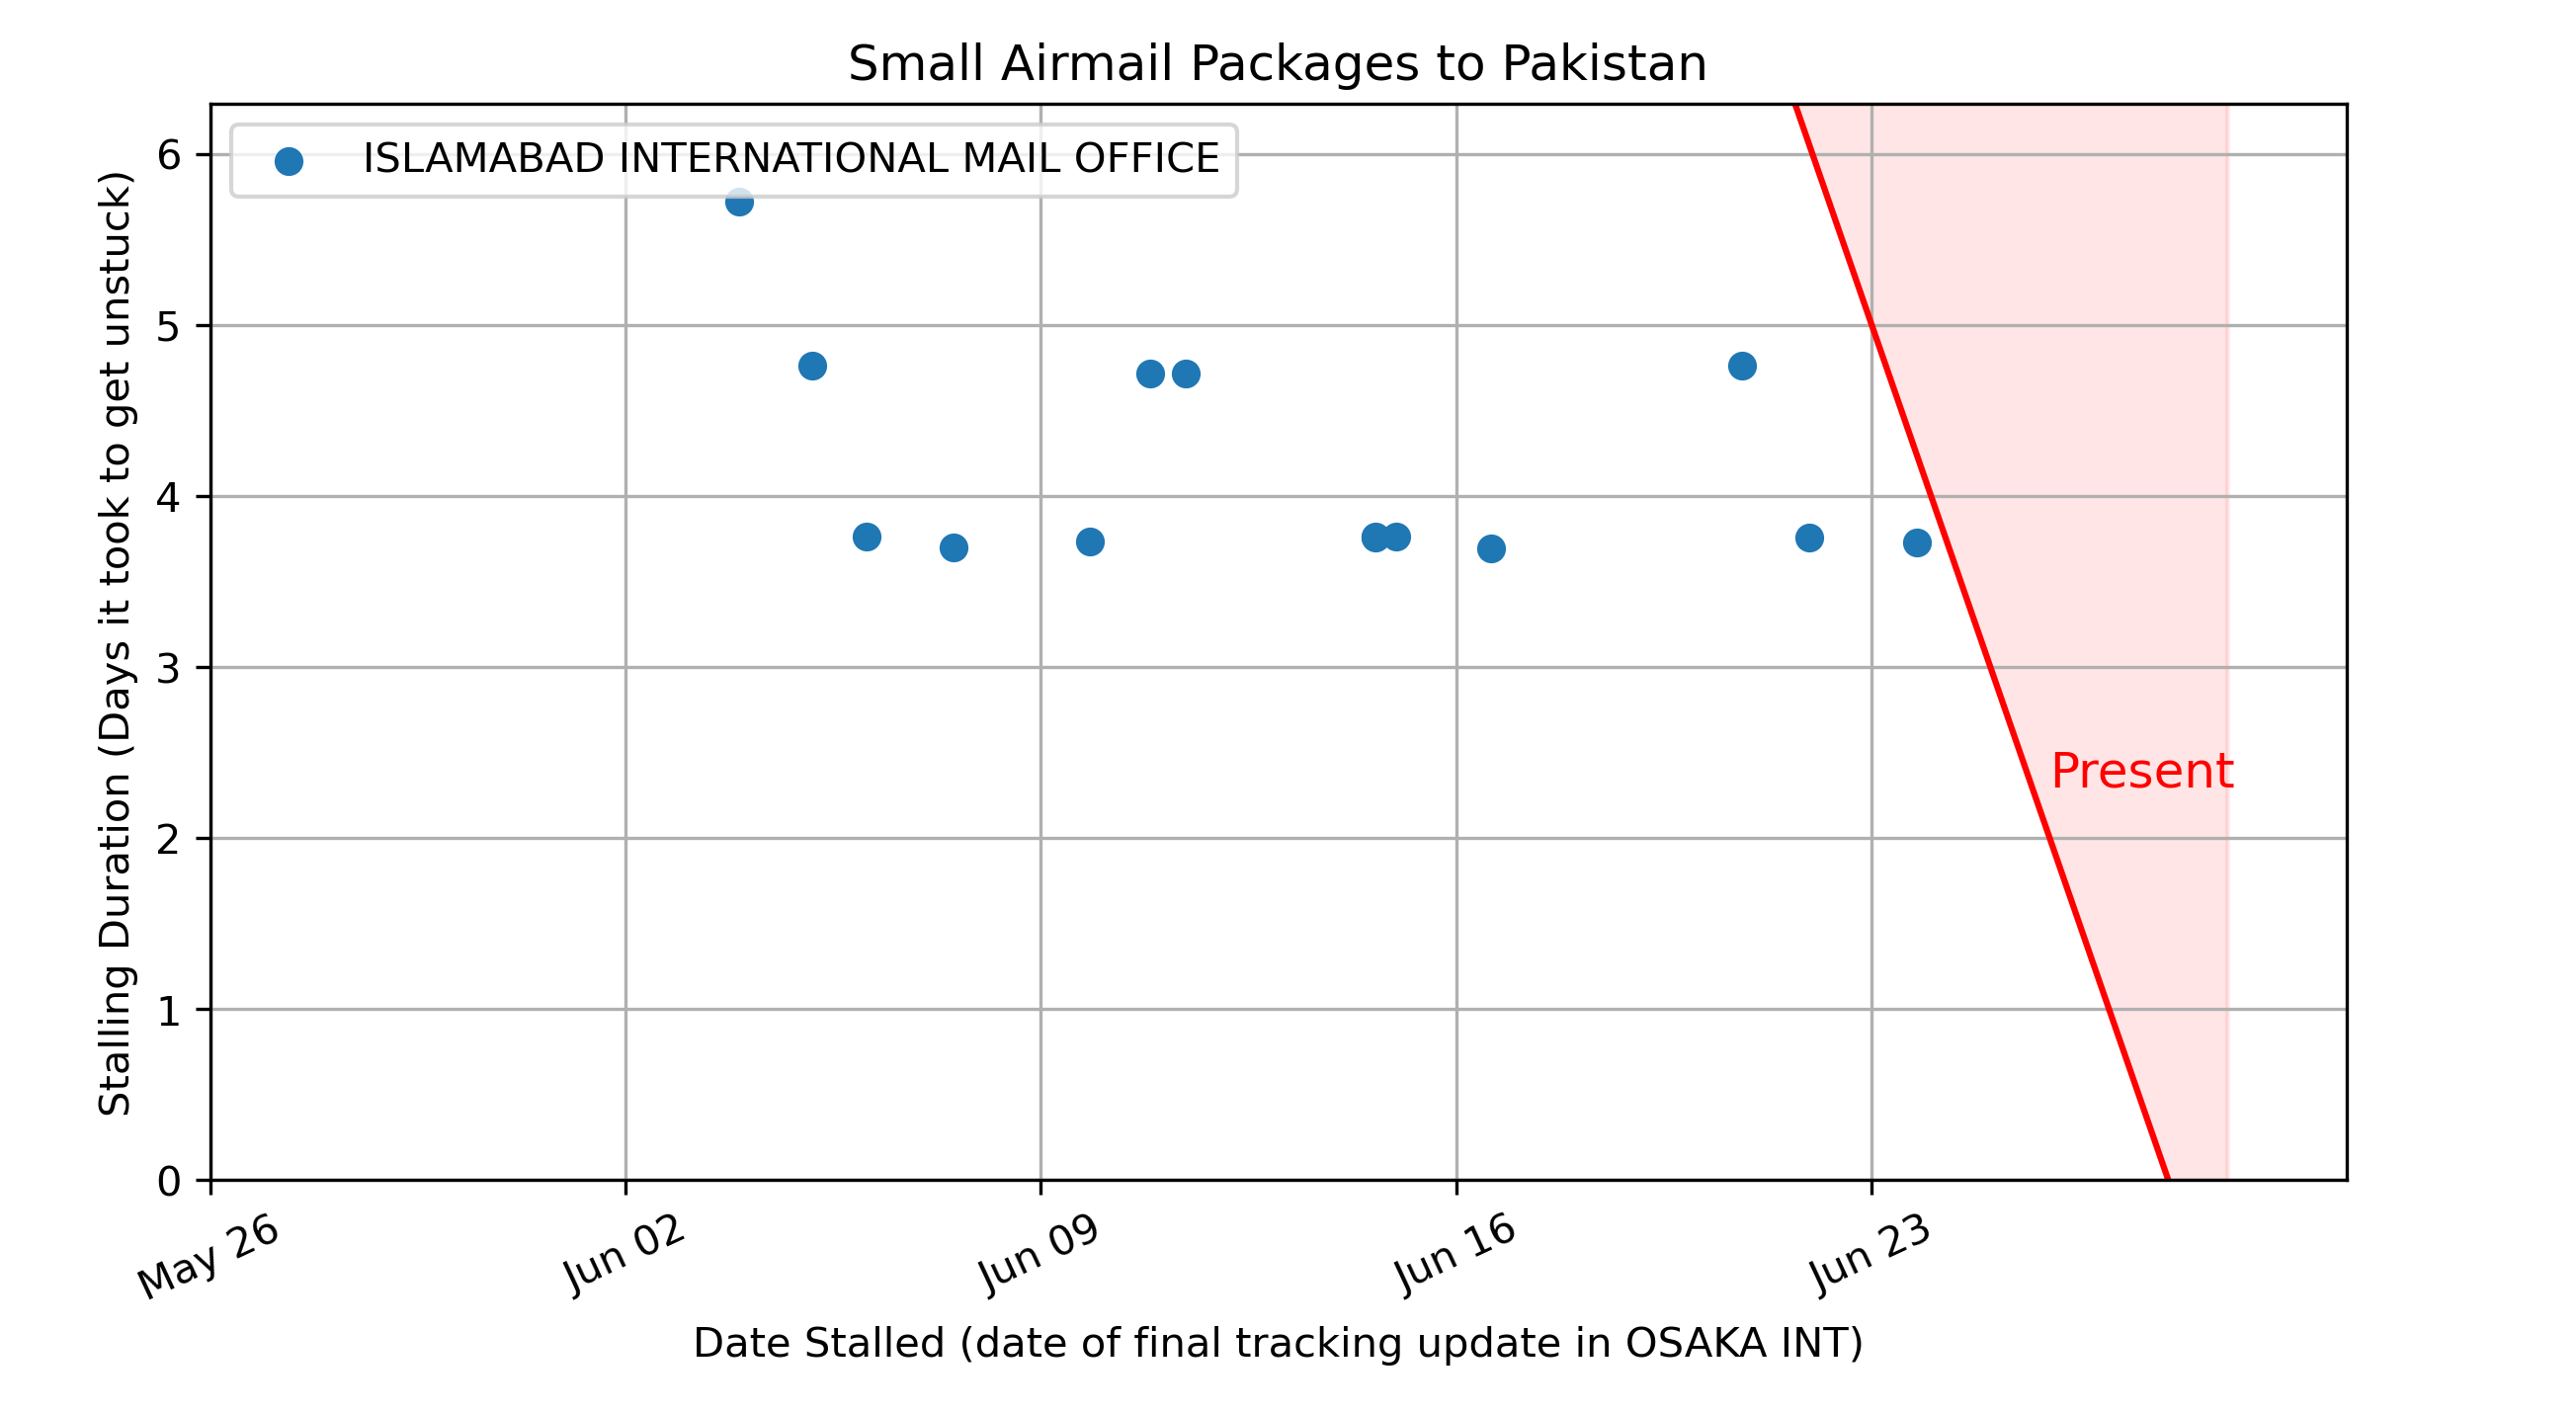 Small Airmail Packages to Pakistan
ISLAMABAD INTERNATIONAL MAIL OFFICE
Stalling Duration (Days it took to get unstuck)
6
5
4
3
2
1
0
Present
May 26
Jun 02
Jun 09
Jun 16
Jun 23
Date Stalled (date of final tracking update in OSAKA INT)